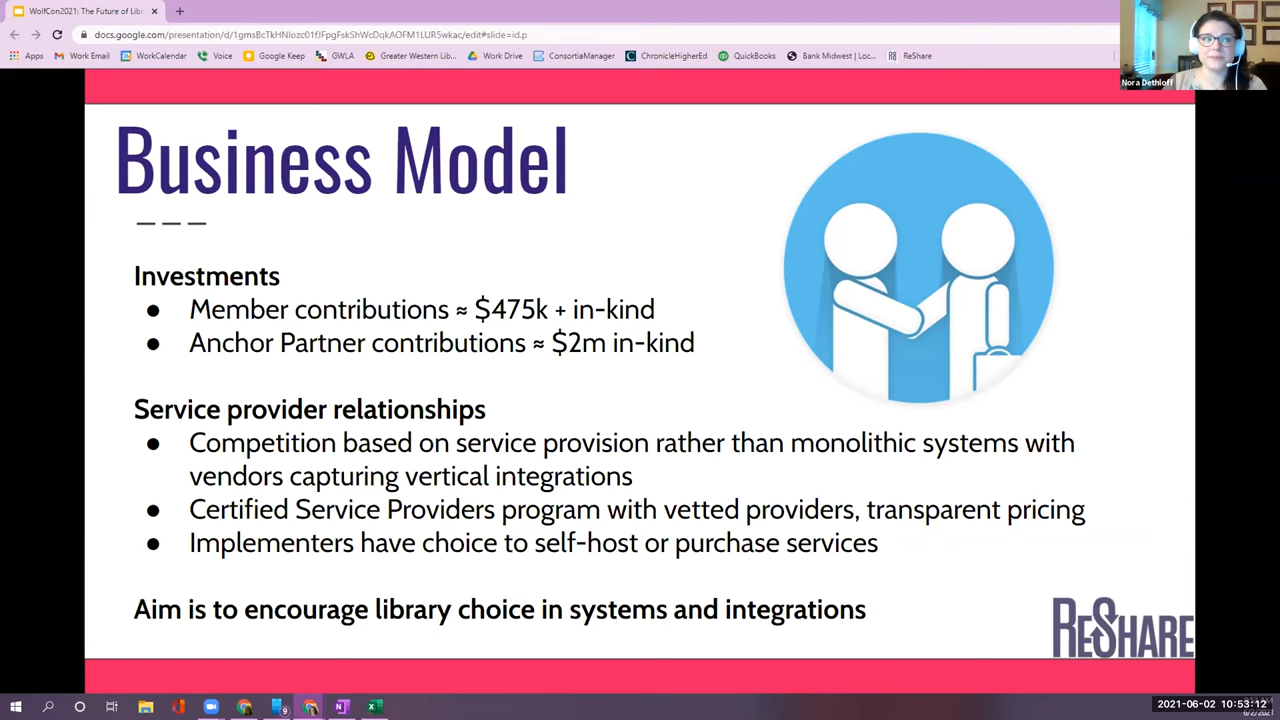 WolfCon2021: The Future of Libr
docs.google.com/presentation/d/1gmsBcTkHNIozc01fJFpgFskShWcDqkAOFM1LUR5wkac/edit#slide=id.p
Apps
Work Email
WorkCalendar
Voice
Google Keep
GWLA
Greater Western Lib...
Work Drive
ConsortiaManager
ChronicleHigherEd
QuickBooks
Bank Midwest | Loc...
ReShare
Nora Dethloff
Business Model
Investments
● Member contributions ≈ $475k + in-kind
● Anchor Partner contributions ≈ $2m in-kind
Service provider relationships
● Competition based on service provision rather than monolithic systems with
vendors capturing vertical integrations
● Certified Service Providers program with vetted providers, transparent pricing
● Implementers have choice to self-host or purchase services
Aim is to encourage library choice in systems and integrations
RESHARE
2021-06-02 10:53:12